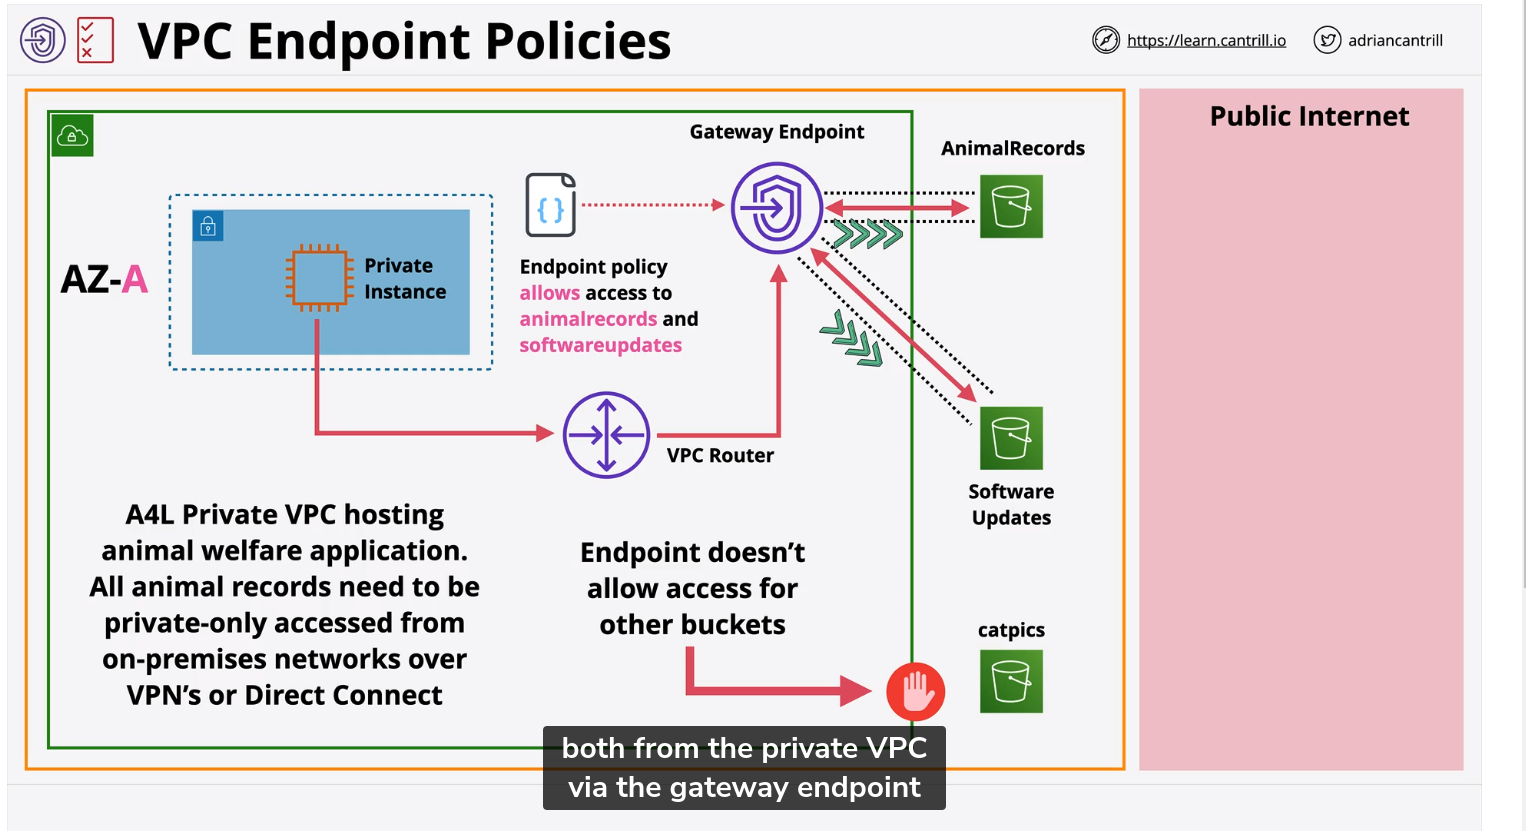 VPC Endpoint Policies
https://learn.cantrill.io
adriancantrill
Public Internet
Gateway Endpoint
AnimalRecords
{ }
AZ-A
Private
Instance
Endpoint policy
allows access to
animalrecords and
softwareupdates
VPC Router
Software
Updates
A4L Private VPC hosting
animal welfare application.
All animal records need to be
private-only accessed from
on-premises networks over
VPN's or Direct Connect
Endpoint doesn't
allow access for
other buckets
catpics
both from the private VPC
via the gateway endpoint